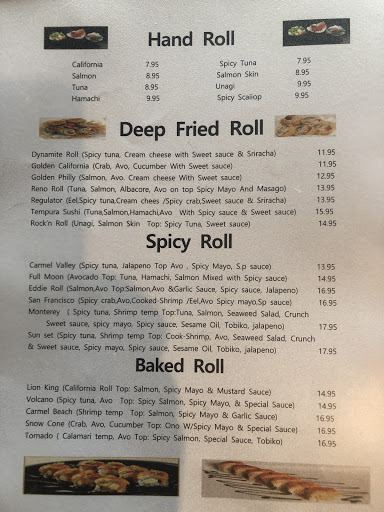 Hand Roll
California 7.95 Spicy Tuna 7.95
Salmon 8.95 Salmon Skin 8.95
Tuna 8.95 Unagi 9.95
Hamachi 9.95 Spicy Scallop 9.95
Deep Fried Roll
Dynamite Roll (Spicy tuna, Cream cheese with Sweet sauce & Sriracha) 11.95
Golden California (Crab, Avo, Cucumber With Sweet sauce) 11.95
Golden Philly (Salmon, Avo. Cream Cheese With Sweet sauce) 12.95
Reno Roll (Tuna, Salmon, Albacore, Avo on top Spicy Mayo And Masago) 13.95
Regulator (Eel,Spicy tuna,Cream chees /Spicy crab,Sweet sauce & Sriracha) 13.95
Tempura Sushi (Tuna,Salmon,Hamachi,Avo With Spicy sauce & Sweet sauce) 15.95
Rock'n Roll (Unagi, Salmon Skin Top: Spicy Tuna, Sweet sauce) 14.95
Spicy Roll
Carmel Valley (Spicy tuna, Jalapeno Top Avo , Spicy Mayo, S.p sauce) 13.95
Full Moon (Avocado Top: Tuna, Hamachi, Salmon Mixed with Spicy sauce) 14.95
Eddie Roll (Salmon,Avo Top:Salmon,Avo &Garlic Sauce, Spicy sauce, Jalapeno) 16.95
San Francisco (Spicy crab,Avo,Cooked-Shrimp /Eel,Avo Spicy mayo,Sp sauce) 16.95
Monterey ( Spicy tuna, Shrimp temp Top:Tuna, Salmon, Seaweed Salad, Crunch
Sweet sauce, spicy mayo, Spicy sauce, Sesame Oil, Tobiko, jalapeno) 17.95
Sun set (Spicy tuna, Shrimp temp Top: Cook-Shrimp, Avo, Seaweed Salad, Crunch
& Sweet sauce, Spicy mayo, Spicy sauce, Sesame Oil, Tobiko, jalapeno) 17.95
Baked Roll
Lion King (California Roll Top: Salmon, Spicy Mayo & Mustard Sauce) 14.95
Volcano (Spicy tuna, Avo Top: Spicy Salmon, Spicy Mayo, & Special Sauce) 14.95
Carmel Beach (Shrimp temp Top: Salmon, Spicy Mayo & Garlic Sauce) 16.95
Snow Cone (Crab, Avo, Cucumber Top: Ono W/Spicy Mayo & Special Sauce) 16.95
Tornado ( Calamari temp, Avo Top: Spicy Salmon, Special Sauce, Tobiko) 16.95